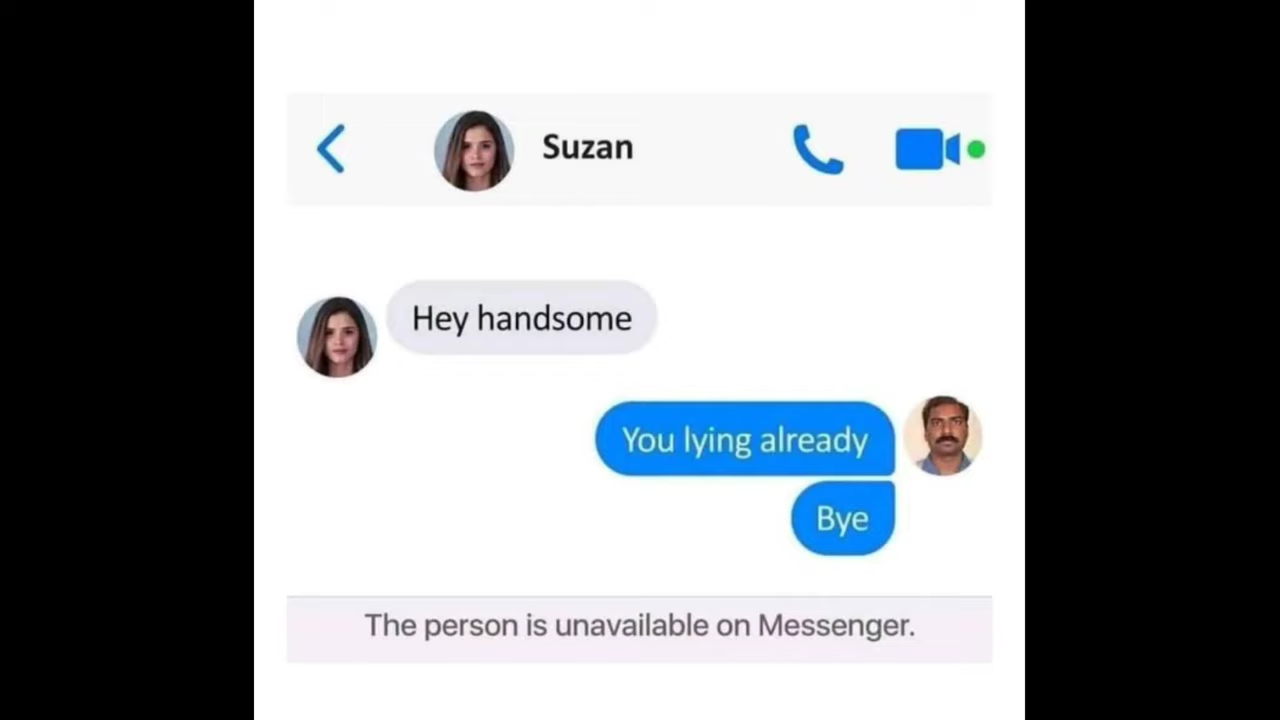 Suzan
Hey handsome
You lying already
Bye
The person is unavailable on Messenger.